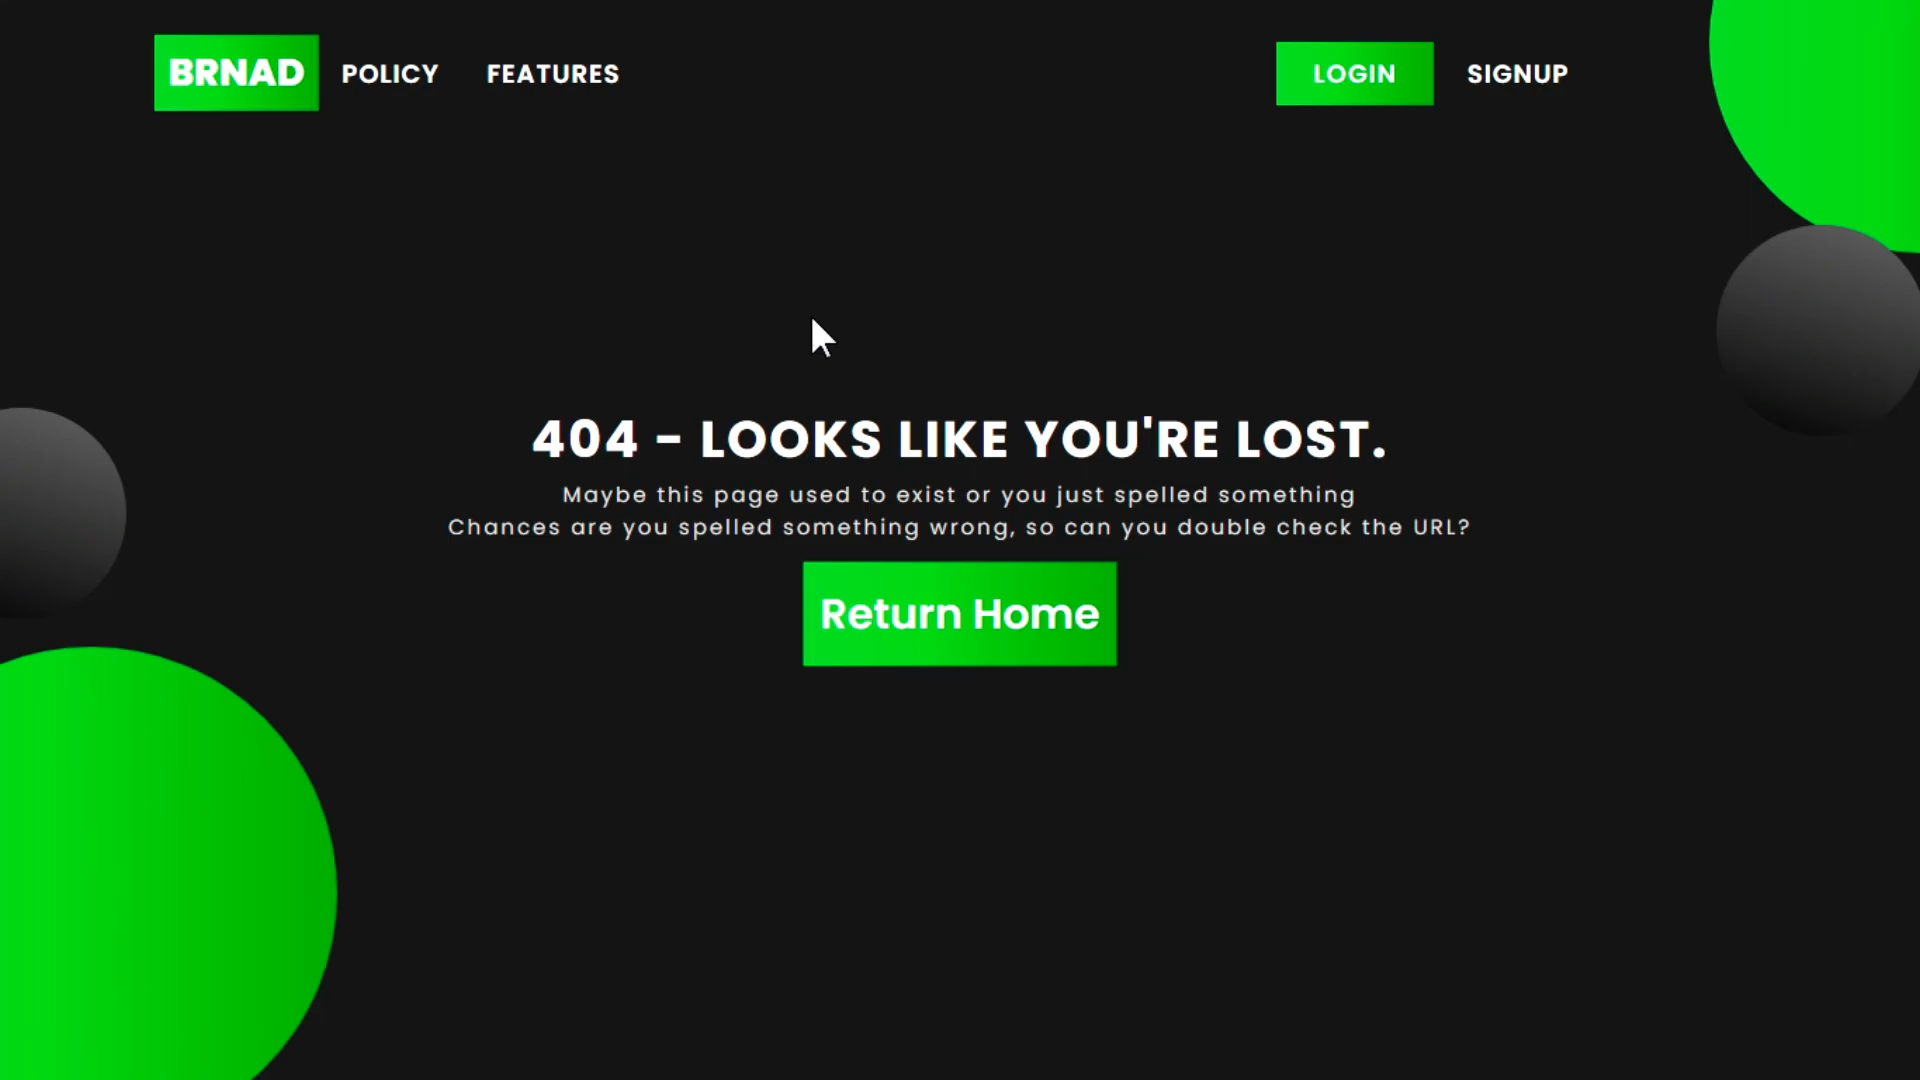 BRNAD POLICY FEATURES LOGIN SIGNUP
404 - LOOKS LIKE YOU'RE LOST.
Maybe this page used to exist or you just spelled something
Chances are you spelled something wrong, so can you double check the URL?
Return Home